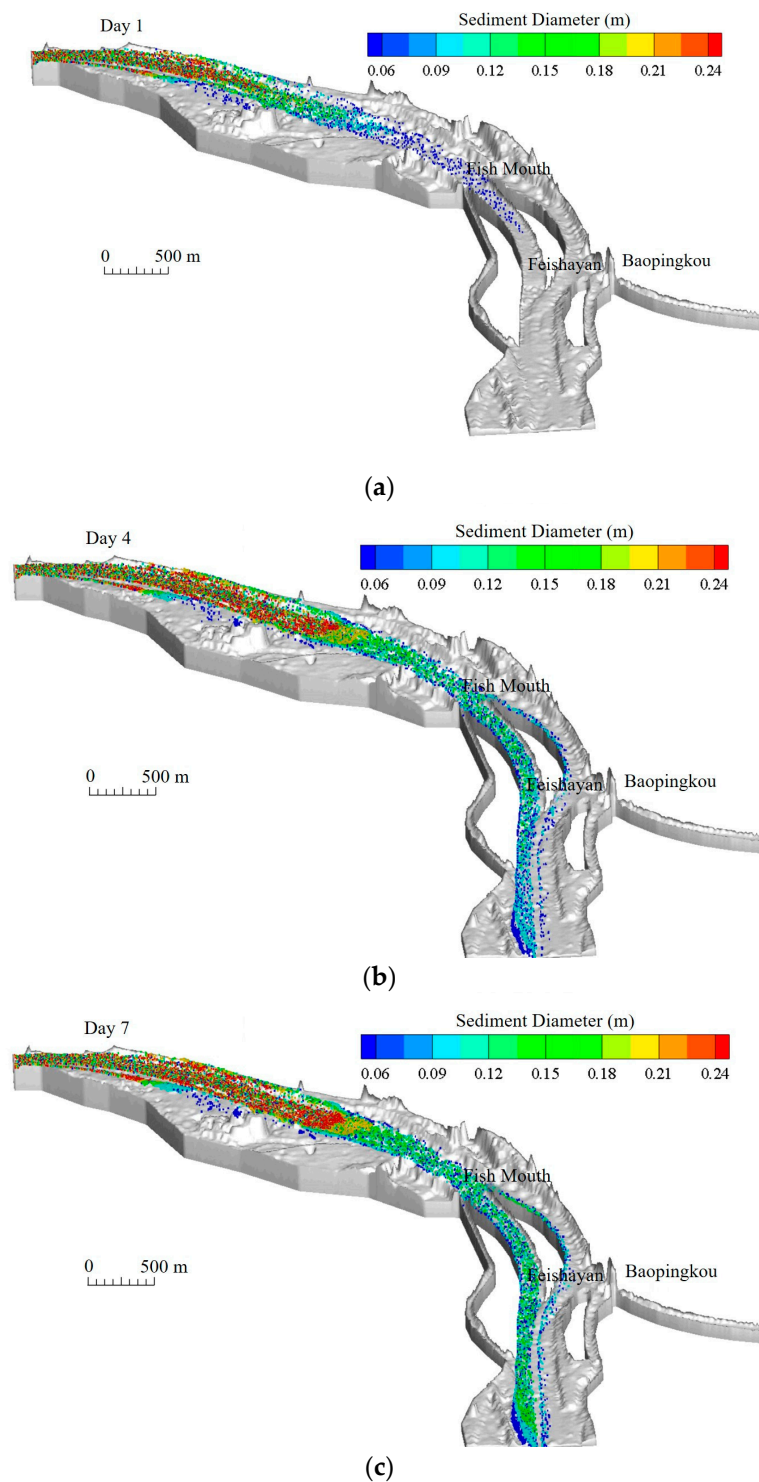 Day 1
Sediment Diameter (m)
0.06 0.09 0.12 0.15 0.18 0.21 0.24
Fish Mouth
0 500 m
Feishayan
Baopingkou
(a)
Day 4
Sediment Diameter (m)
0.06 0.09 0.12 0.15 0.18 0.21 0.24
Fish Mouth
0 500 m
Feishayan
Baopingkou
(b)
Day 7
Sediment Diameter (m)
0.06 0.09 0.12 0.15 0.18 0.21 0.24
Fish Mouth
0 500 m
Feishayan
Baopingkou
(c)